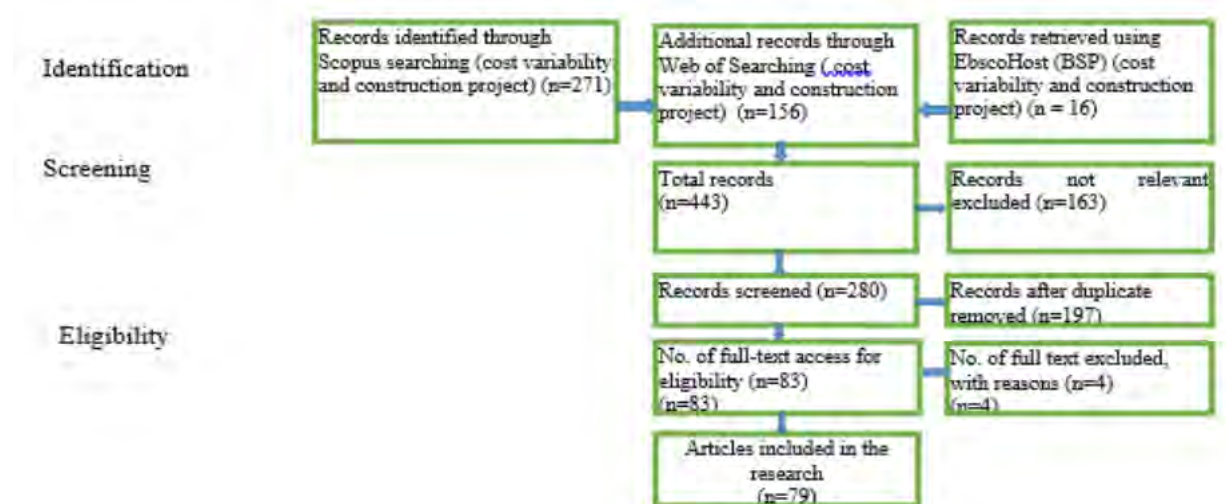 Identification
Records identified through
Scopus searching (cost variability
and construction project) (n=271)
Additional records through
Web of Searching ( cost
variability and construction
project) (n=156)
Records retrieved using
EbscoHost (BSP) (cost
variability and construction
project) (n = 16)
Screening
Total records
(n=443)
Records not relevant
excluded (n=163)
Records screened (n=280)
Records after duplicate
removed (n=197)
Eligibility
No. of full-text access for
eligibility (n=83)
(n=83)
No. of full text excluded,
with reasons (n=4)
(n=4)
Articles included in the
research
(n=79)